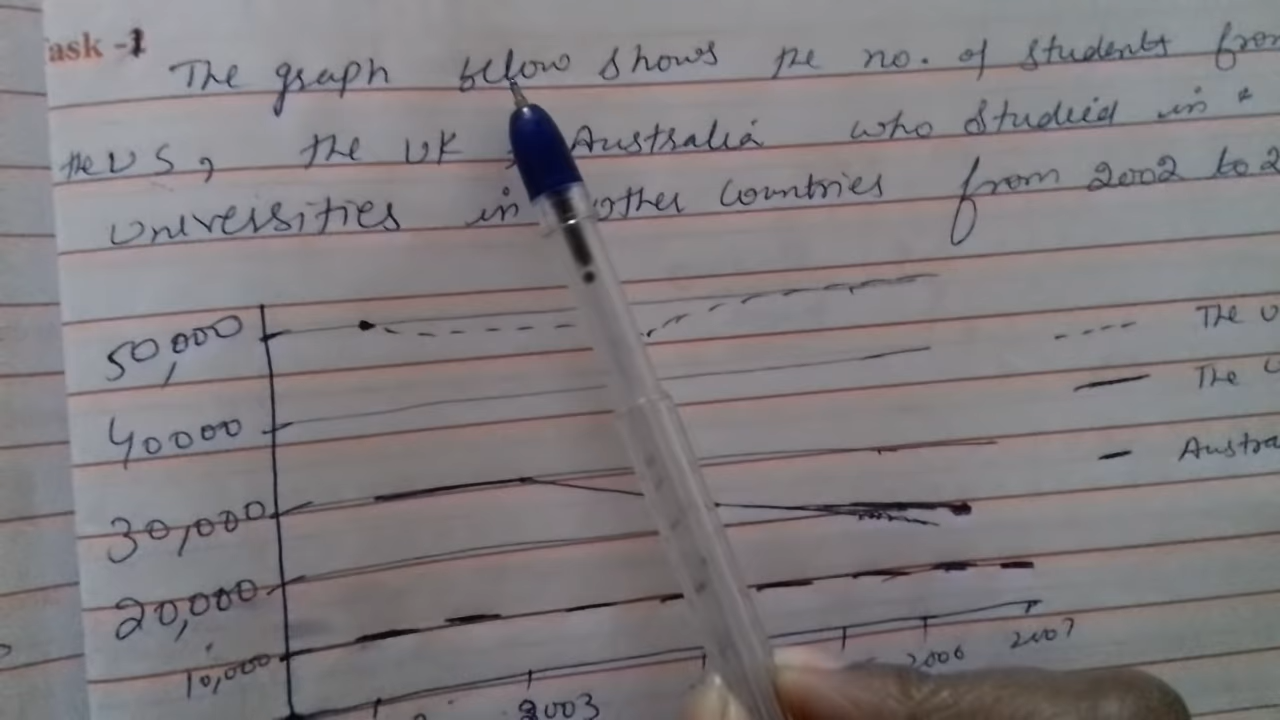 Task -1
The graph below shows the no. of students from
the US, the UK, Australia who studied in
Universities in other countries from 2002 to 2
50,000
40000
30,000
20,000
10,000
The U
The
Austra
2003
2006
2007